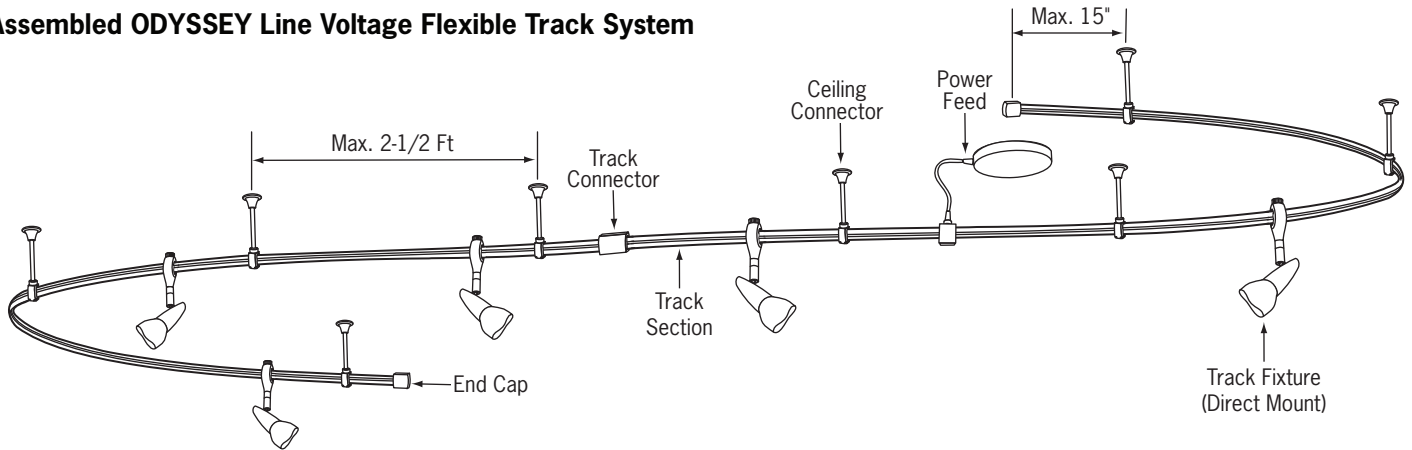 Assembled ODYSSEY Line Voltage Flexible Track System
Max. 15"
Ceiling
Connector
Power
Feed
Max. 2-1/2 Ft
Track
Connector
Track
Section
End Cap
Track Fixture
(Direct Mount)